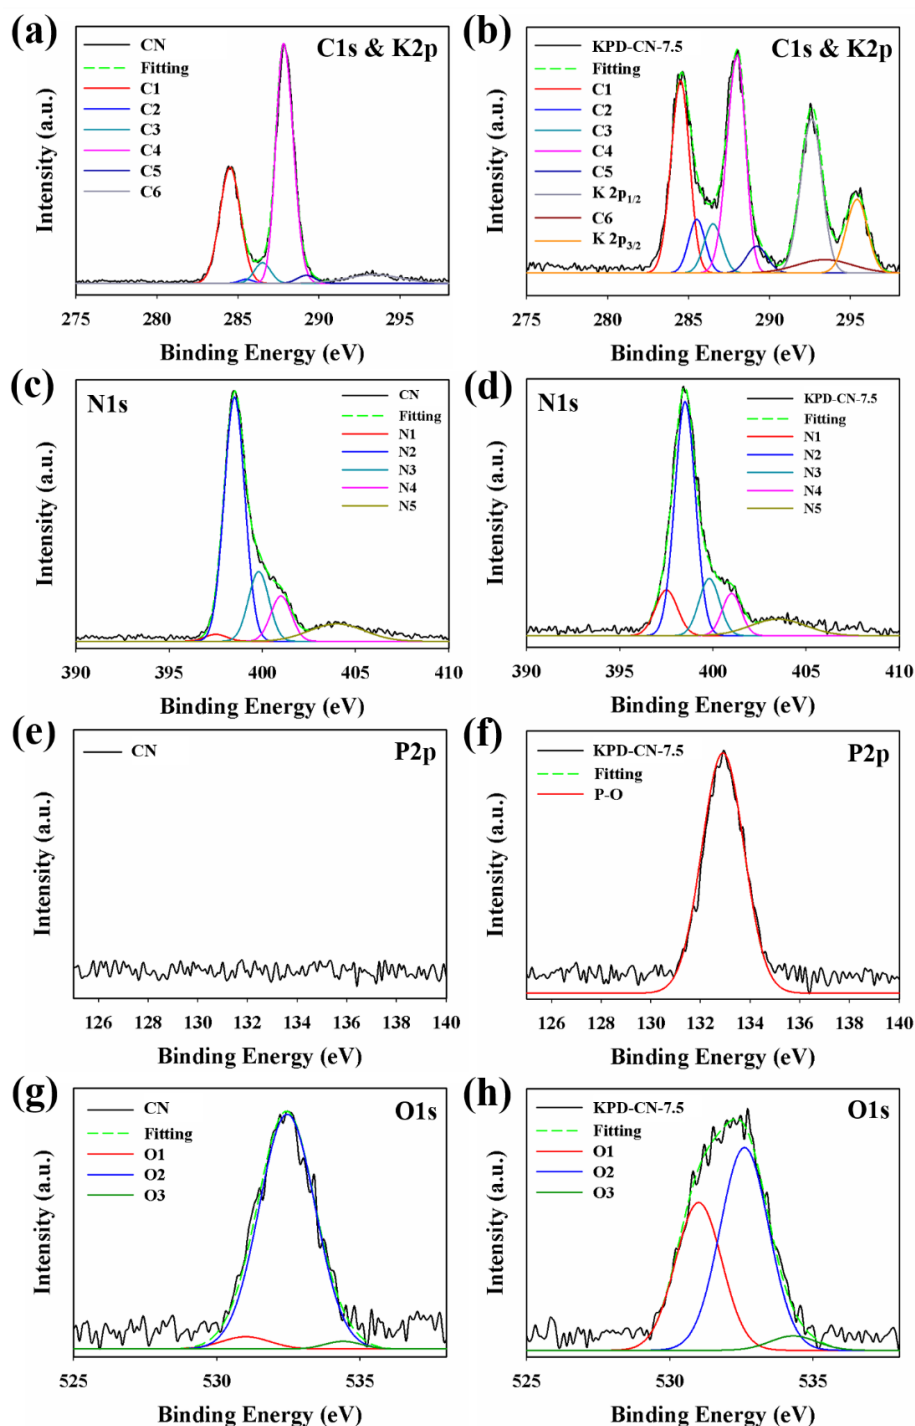 (a)
CN
Fitting
C1
C2
C3
C4
C5
C6
C1s & K2p
Intensity (a.u.)
275 280 285 290 295
Binding Energy (eV)
(b)
KPD-CN-7.5
Fitting
C1
C2
C3
C4
C5
K 2p1/2
C6
K 2p3/2
C1s & K2p
Intensity (a.u.)
275 280 285 290 295
Binding Energy (eV)
(c)
N1s
CN
Fitting
N1
N2
N3
N4
N5
Intensity (a.u.)
390 395 400 405 410
Binding Energy (eV)
(d)
N1s
KPD-CN-7.5
Fitting
N1
N2
N3
N4
N5
Intensity (a.u.)
390 395 400 405 410
Binding Energy (eV)
(e)
CN
P2p
Intensity (a.u.)
126 128 130 132 134 136 138 140
Binding Energy (eV)
(f)
KPD-CN-7.5
Fitting
P-O
P2p
Intensity (a.u.)
126 128 130 132 134 136 138 140
Binding Energy (eV)
(g)
CN
Fitting
O1
O2
O3
O1s
Intensity (a.u.)
525 530 535
Binding Energy (eV)
(h)
KPD-CN-7.5
Fitting
O1
O2
O3
O1s
Intensity (a.u.)
525 530 535
Binding Energy (eV)